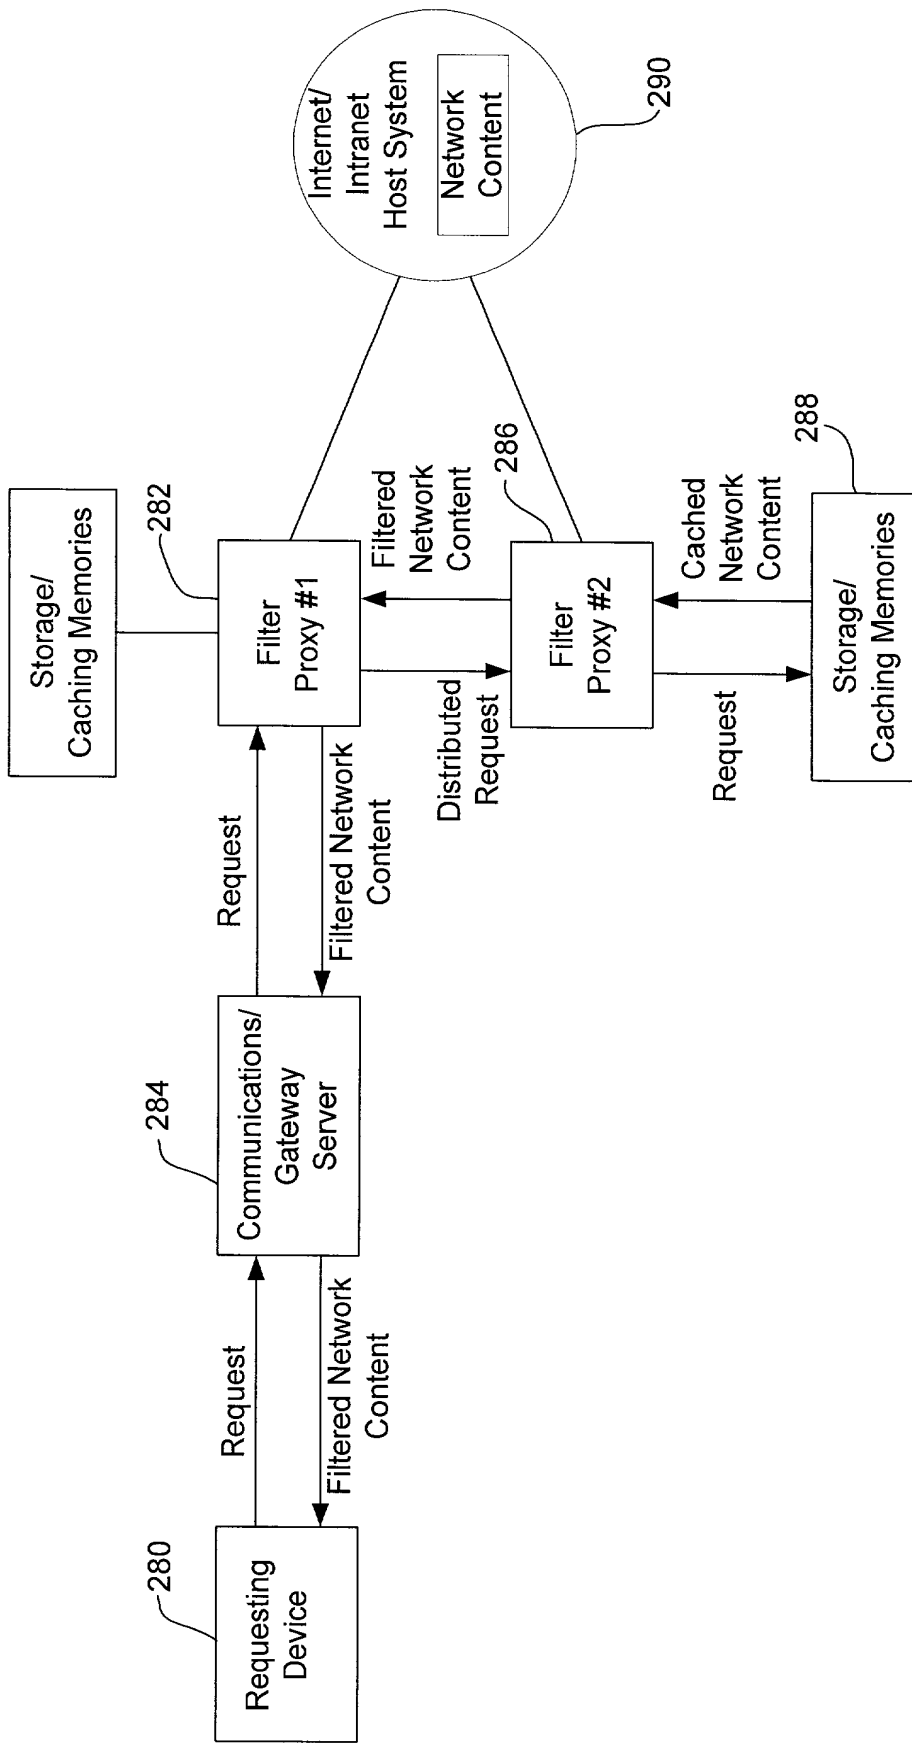 280
Requesting
Device
Request
Filtered Network
Content
284
Communications/
Gateway
Server
Request
Filtered Network
Content
Storage/
Caching Memories
282
Filter
Proxy #1
Distributed
Request
Filtered
Network
Content
286
Filter
Proxy #2
Request
Cached
Network
Content
288
Storage/
Caching Memories
Internet/
Intranet
Host System
Network
Content
290